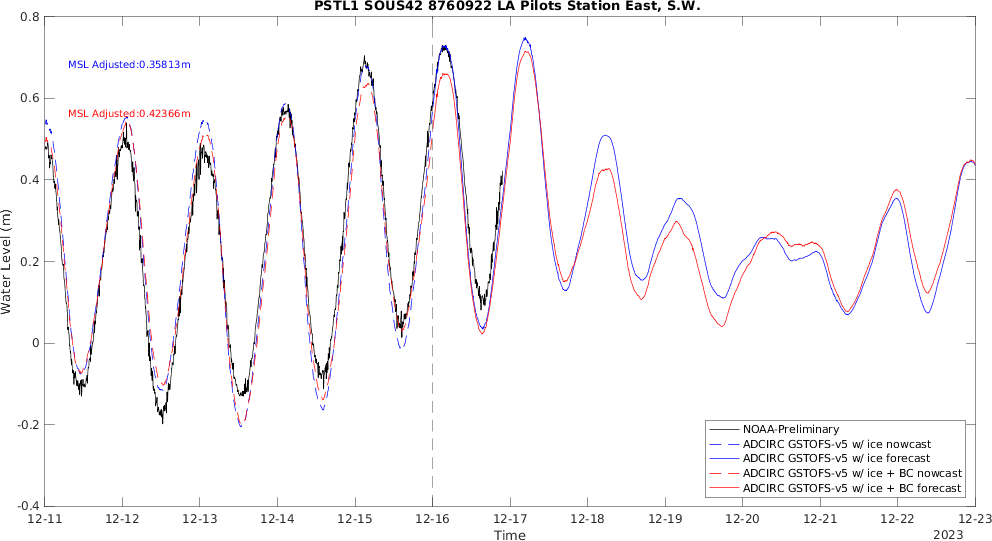 PSTL1 SOUS42 8760922 LA Pilots Station East, S.W.
MSL Adjusted:0.35813m
MSL Adjusted:0.42366m
Water Level (m)
0.8
0.6
0.4
0.2
0
-0.2
-0.4
NOAA-Preliminary
ADCIRC GSTOFS-v5 w/ ice nowcast
ADCIRC GSTOFS-v5 w/ ice forecast
ADCIRC GSTOFS-v5 w/ ice + BC nowcast
ADCIRC GSTOFS-v5 w/ ice + BC forecast
12-11 12-12 12-13 12-14 12-15 12-16 12-17 12-18 12-19 12-20 12-21 12-22 12-23
Time
2023